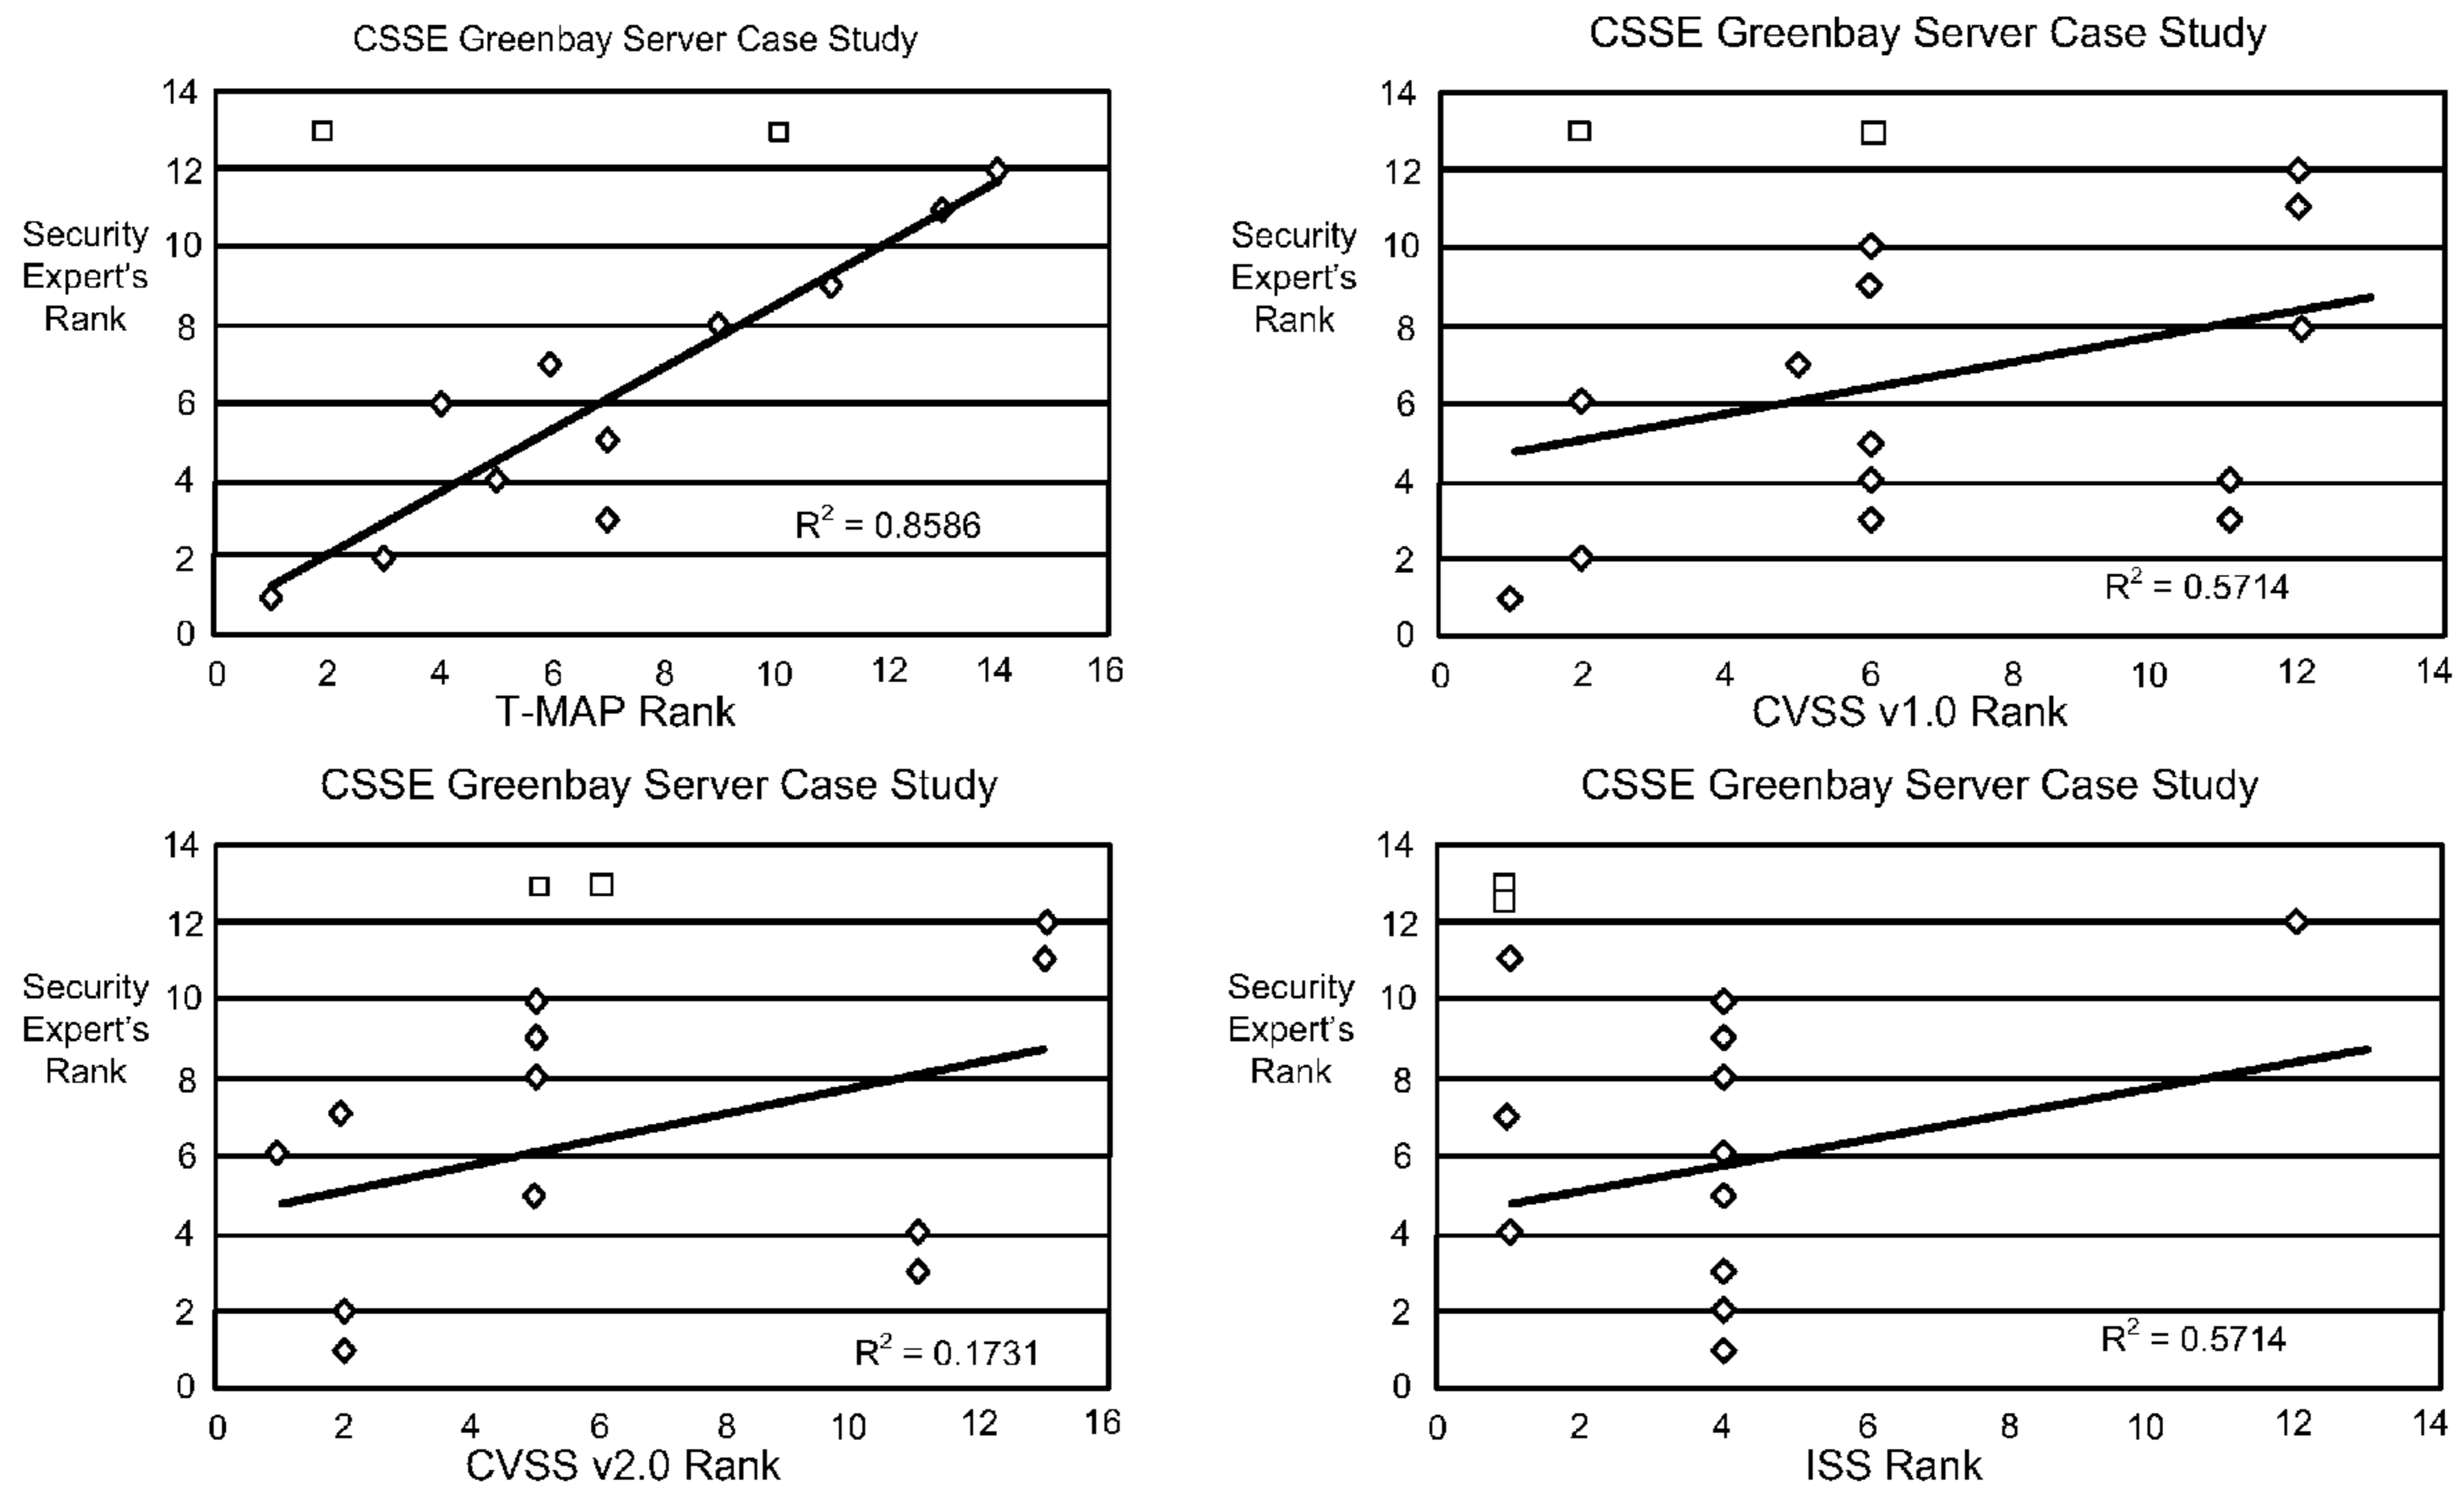 CSSE Greenbay Server Case Study
14
12
10
8
6
4
2
0
Security
Expert's
Rank
R² = 0.8586
0 2 4 6 8 10 12 14 16
T-MAP Rank
CSSE Greenbay Server Case Study
14
12
10
8
6
4
2
0
Security
Expert's
Rank
R² = 0.5714
0 2 4 6 8 10 12 14
CVSS v1.0 Rank
CSSE Greenbay Server Case Study
14
12
10
8
6
4
2
0
Security
Expert's
Rank
R² = 0.1731
0 2 4 6 8 10 12 16
CVSS v2.0 Rank
CSSE Greenbay Server Case Study
14
12
10
8
6
4
2
0
Security
Expert's
Rank
R² = 0.5714
0 2 4 6 8 10 12 14
ISS Rank